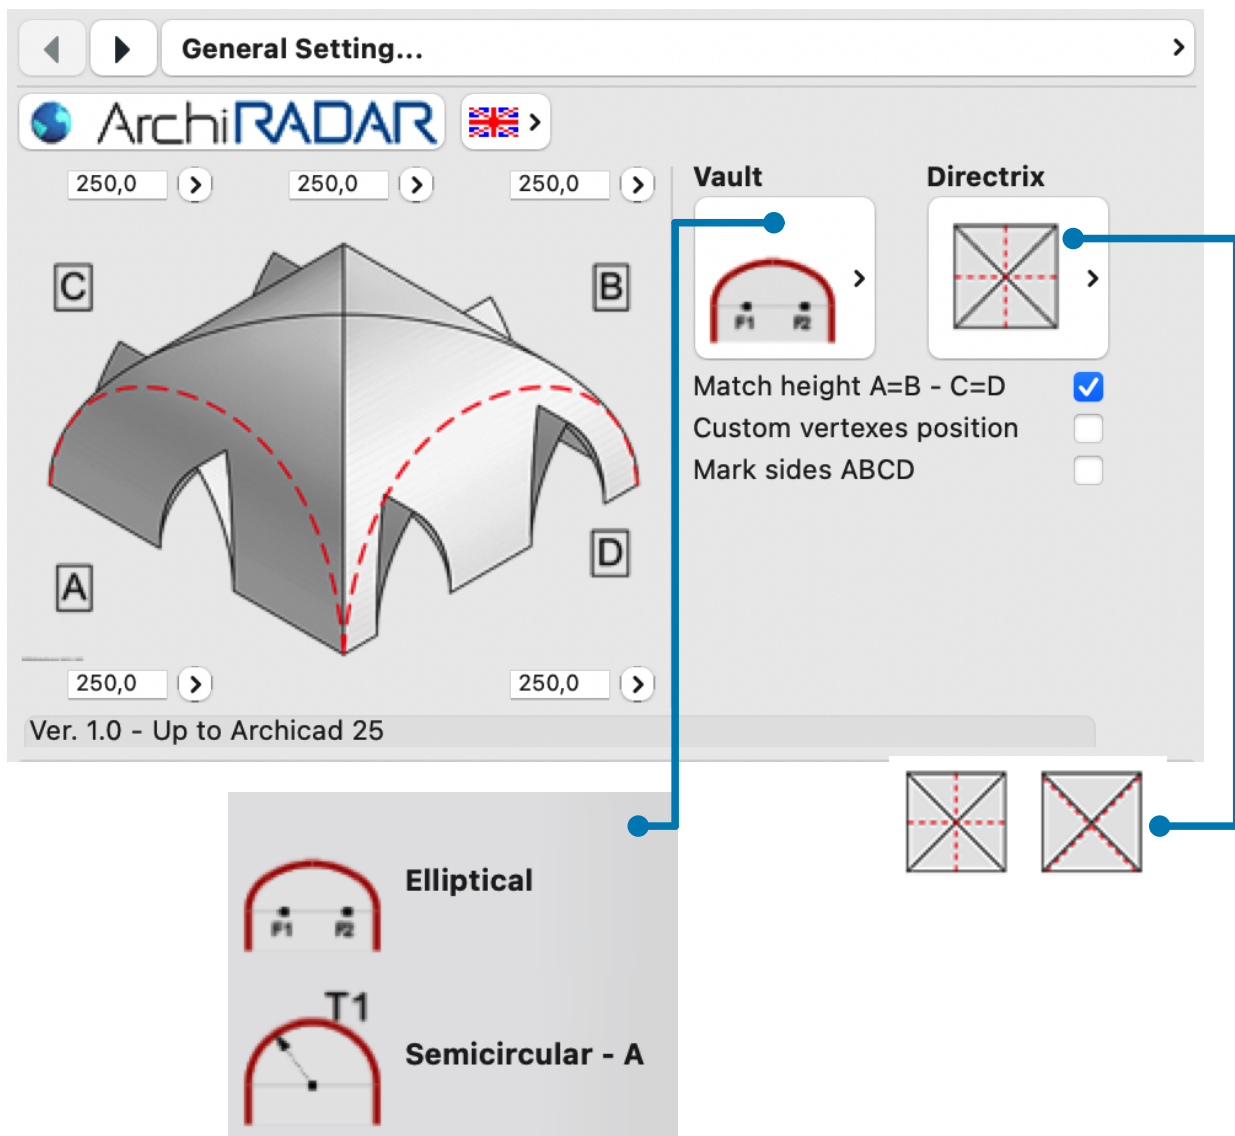 General Setting...
ArchiRADAR
250,0 250,0 250,0
Vault Directrix
C B
F1 F2
Match height A=B - C=D
Custom vertexes position
Mark sides ABCD
A D
250,0 250,0
Ver. 1.0 - Up to Archicad 25
Elliptical
F1 F2
T1
Semicircular - A